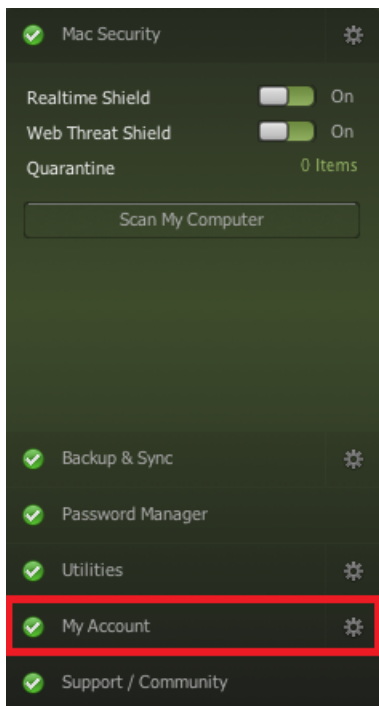 Mac Security
Realtime Shield On
Web Threat Shield On
Quarantine 0 Items
Scan My Computer
Backup & Sync
Password Manager
Utilities
My Account
Support / Community